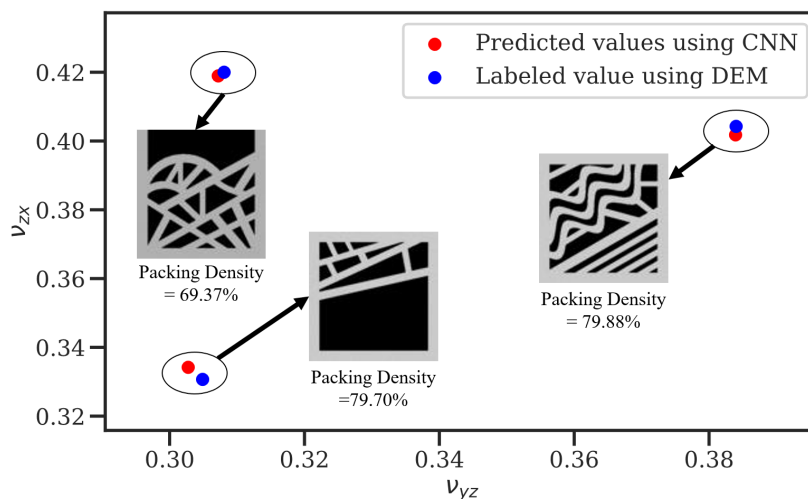 Predicted values using CNN
Labeled value using DEM
0.42
0.40
0.38
0.36
0.34
0.32
ν_zx
Packing Density
= 69.37%
Packing Density
=79.70%
Packing Density
= 79.88%
0.30
0.32
0.34
0.36
0.38
ν_yz